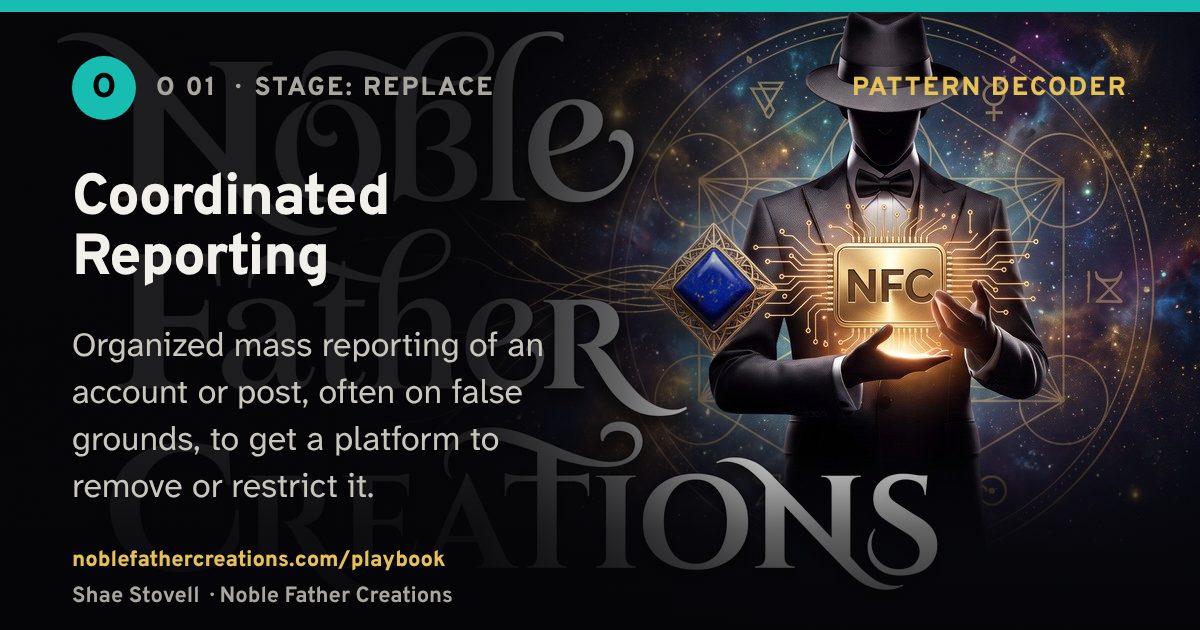 O
O 01 · STAGE: REPLACE
PATTERN DECODER
Coordinated
Reporting
Organized mass reporting of an
account or post, often on false
grounds, to get a platform to
remove or restrict it.
noblefathercreations.com/playbook
Shae Stovell · Noble Father Creations
Noble
Father
Creations
NFC